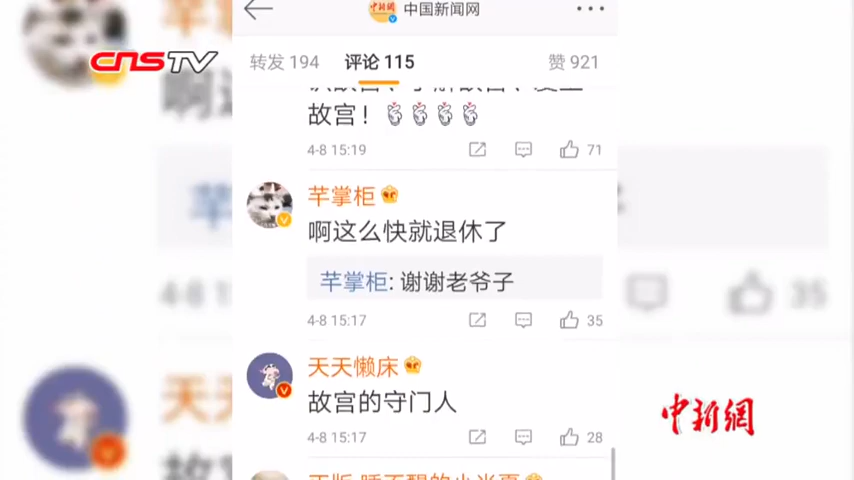 CNSTV
中国新闻网
转发 194 评论 115 赞 921
故宫！
4-8 15:19 71
芊掌柜
啊这么快就退休了
芊掌柜: 谢谢老爷子
4-8 15:17 35
天天懒床
故宫的守门人
4-8 15:17 28
中新網